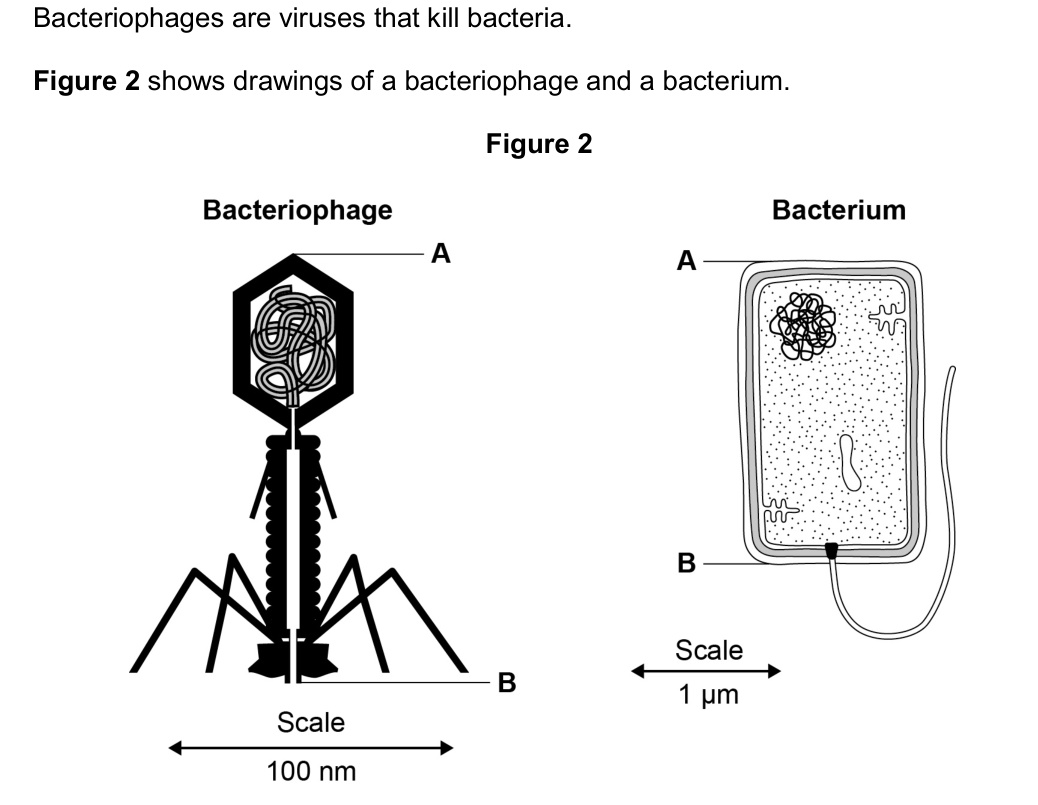 Bacteriophages are viruses that kill bacteria.
Figure 2 shows drawings of a bacteriophage and a bacterium.
Figure 2
Bacteriophage
Bacterium
A
A
B
B
Scale
1 µm
Scale
100 nm